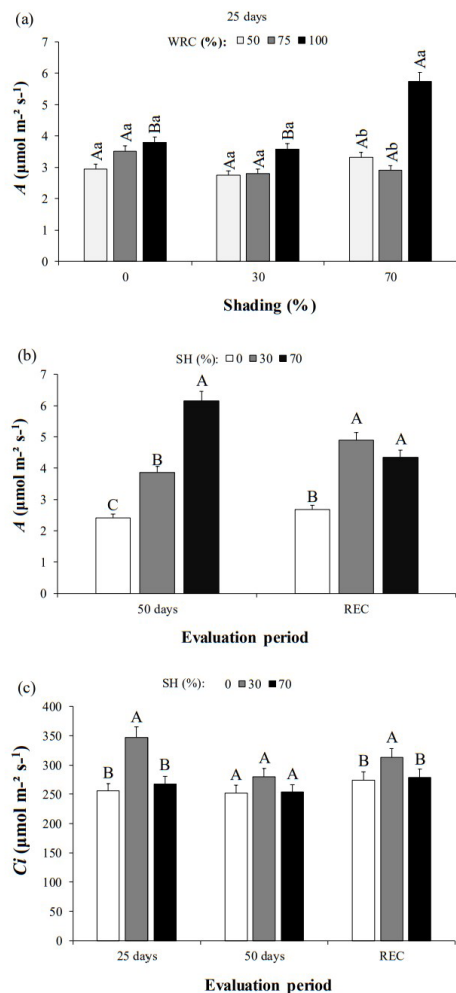 (a)
25 days
WRC (%): 50 75 100
7
6
5
4
3
2
1
0
A (µmol m-² s-¹)
Aa Aa Ba Aa Aa Ba Ab Ab Aa
0 30 70
Shading (%)
(b)
SH (%): 0 30 70
7
6
5
4
3
2
1
0
A (µmol m-² s-¹)
C B A B A A
50 days REC
Evaluation period
(c)
SH (%): 0 30 70
400
350
300
250
200
150
100
50
0
Ci (µmol m-² s-¹)
B A B A A A B A B
25 days 50 days REC
Evaluation period